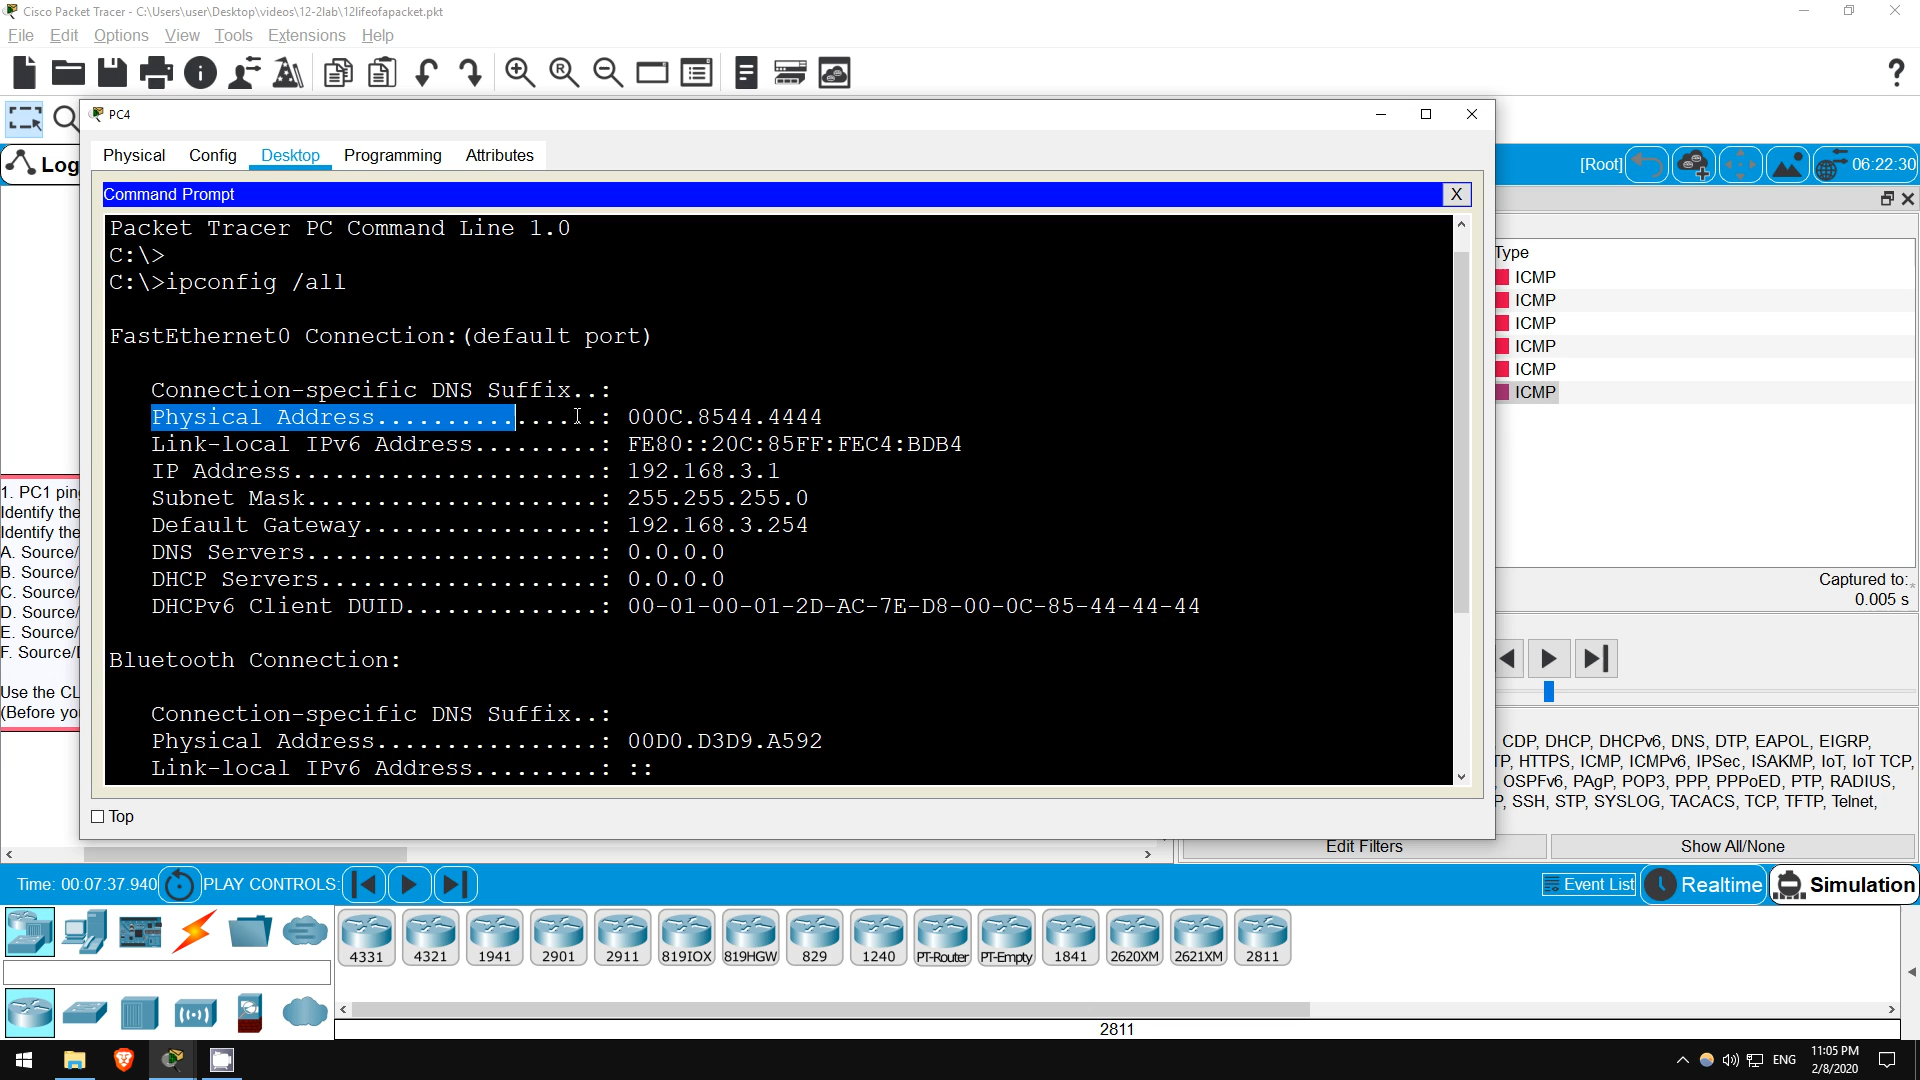 Cisco Packet Tracer - C:\Users\user\Desktop\videos\12-2lab\12lifeofapacket.pkt
File Edit Options View Tools Extensions Help
PC4
Physical Config Desktop Programming Attributes
Log
[Root]
06:22:30
Command Prompt
X
Packet Tracer PC Command Line 1.0
C:\>
C:\>ipconfig /all
FastEthernet0 Connection:(default port)
Connection-specific DNS Suffix..:
Physical Address................: 000C.8544.4444
Link-local IPv6 Address.........: FE80::20C:85FF:FEC4:BDB4
IP Address......................: 192.168.3.1
Subnet Mask.....................: 255.255.255.0
Default Gateway.................: 192.168.3.254
DNS Servers.....................: 0.0.0.0
DHCP Servers....................: 0.0.0.0
DHCPv6 Client DUID..............: 00-01-00-01-2D-AC-7E-D8-00-0C-85-44-44-44
Bluetooth Connection:
Connection-specific DNS Suffix..:
Physical Address................: 00D0.D3D9.A592
Link-local IPv6 Address.........: ::
Top
Type
ICMP
ICMP
ICMP
ICMP
ICMP
ICMP
Captured to:
0.005 s
1. PC1 pin
Identify the
Identify the
A. Source/
B. Source/
C. Source/
D. Source/
E. Source/
F. Source/
Use the CL
(Before yo
CDP, DHCP, DHCPv6, DNS, DTP, EAPOL, EIGRP,
TP, HTTPS, ICMP, ICMPv6, IPSec, ISAKMP, IoT, IoT TCP,
OSPFv6, PAgP, POP3, PPP, PPPoED, PTP, RADIUS,
P, SSH, STP, SYSLOG, TACACS, TCP, TFTP, Telnet,
Edit Filters
Show All/None
Time: 00:07:37.940
PLAY CONTROLS:
Event List
Realtime
Simulation
4331 4321 1941 2901 2911 819IOX 819HGW 829 1240 PT-Router PT-Empty 1841 2620XM 2621XM 2811
2811
ENG
11:05 PM
2/8/2020